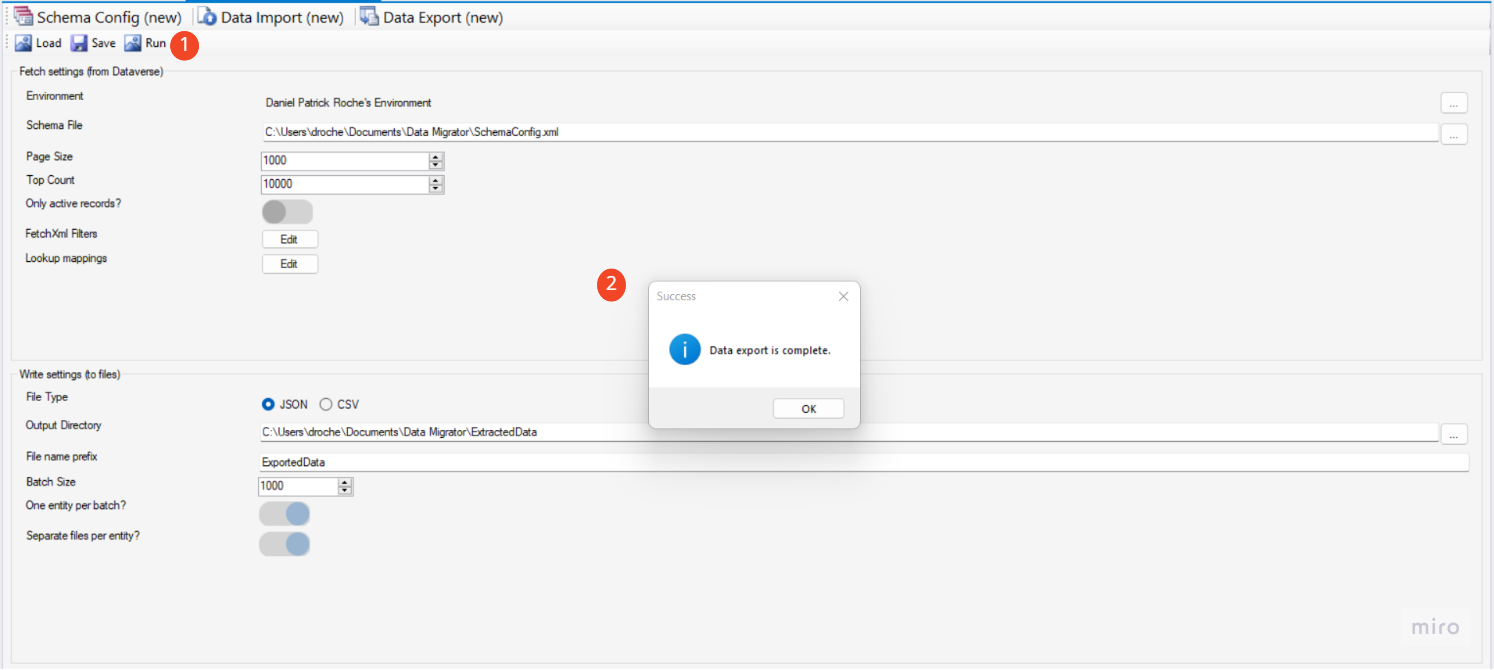 Schema Config (new) Data Import (new) Data Export (new)
Load Save Run 1
Fetch settings (from Dataverse)
Environment Daniel Patrick Roche's Environment ...
Schema File C:\Users\droche\Documents\Data Migrator\SchemaConfig.xml ...
Page Size 1000
Top Count 10000
Only active records?
FetchXml Filters Edit
Lookup mappings Edit
2
Success
i Data export is complete.
OK
Write settings (to files)
File Type JSON CSV
Output Directory C:\Users\droche\Documents\Data Migrator\ExtractedData ...
File name prefix ExportedData
Batch Size 1000
One entity per batch?
Separate files per entity?
miro